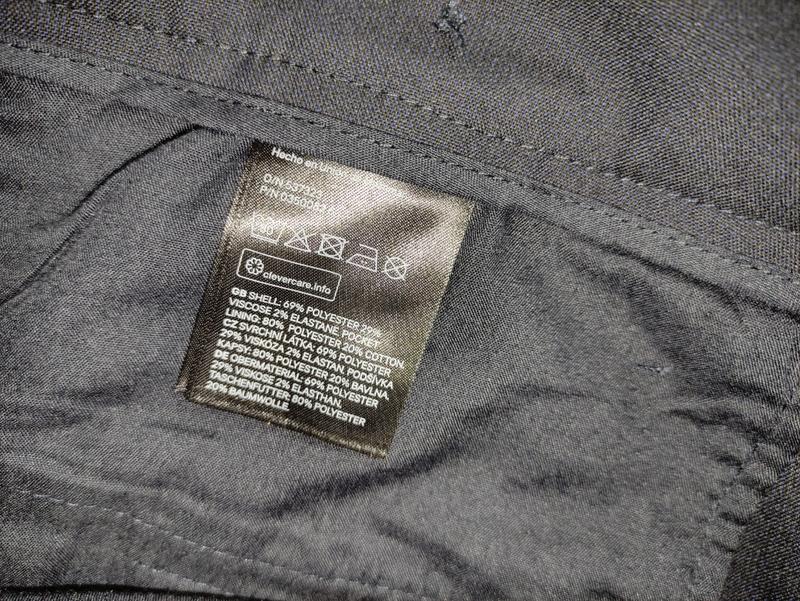 Hecho en
O/N 537923
P/N
40
clevercare.info
GB SHELL: 69% POLYESTER 29%
VISCOSE 2% ELASTANE. POCKET
LINING: 80% POLYESTER 20% COTTON.
CZ SVRCHNÍ LÁTKA: 69% POLYESTER
29% VISKÓZA 2% ELASTAN. PODŠÍVKA
KAPSY: 80% POLYESTER 20% BAVLNA.
DE OBERMATERIAL: 69% POLYESTER
29% VISKOSE 2% ELASTHAN.
TASCHENFUTTER: 80% POLYESTER
20% BAUMWOLLE.